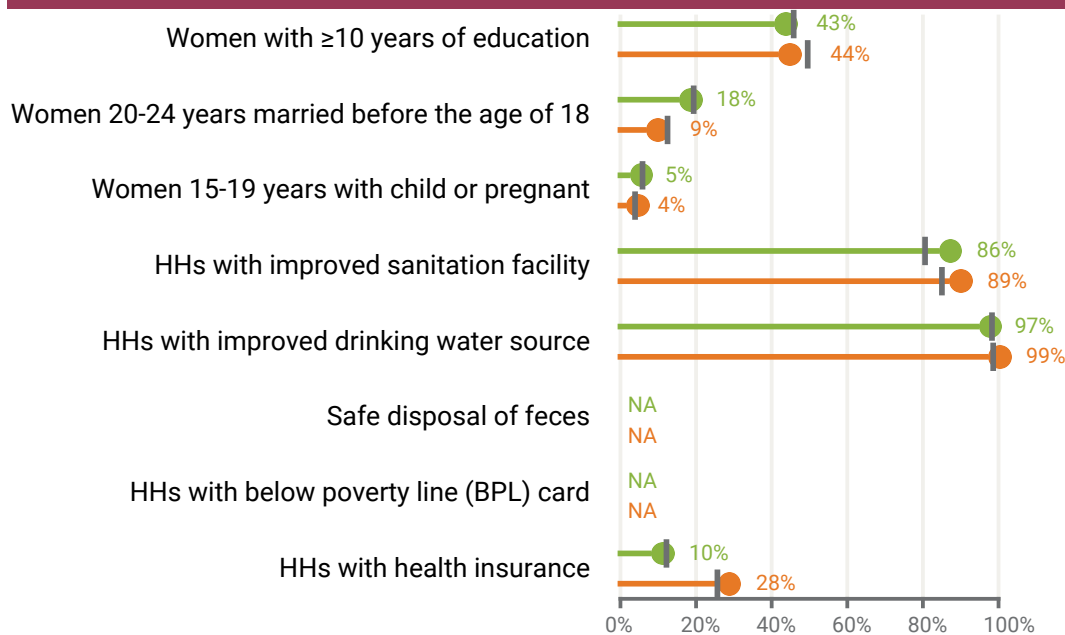 Women with ≥10 years of education
43%
44%
Women 20-24 years married before the age of 18
18%
9%
Women 15-19 years with child or pregnant
5%
4%
HHs with improved sanitation facility
86%
89%
HHs with improved drinking water source
97%
99%
Safe disposal of feces
NA
NA
HHs with below poverty line (BPL) card
NA
NA
HHs with health insurance
10%
28%
0% 20% 40% 60% 80% 100%